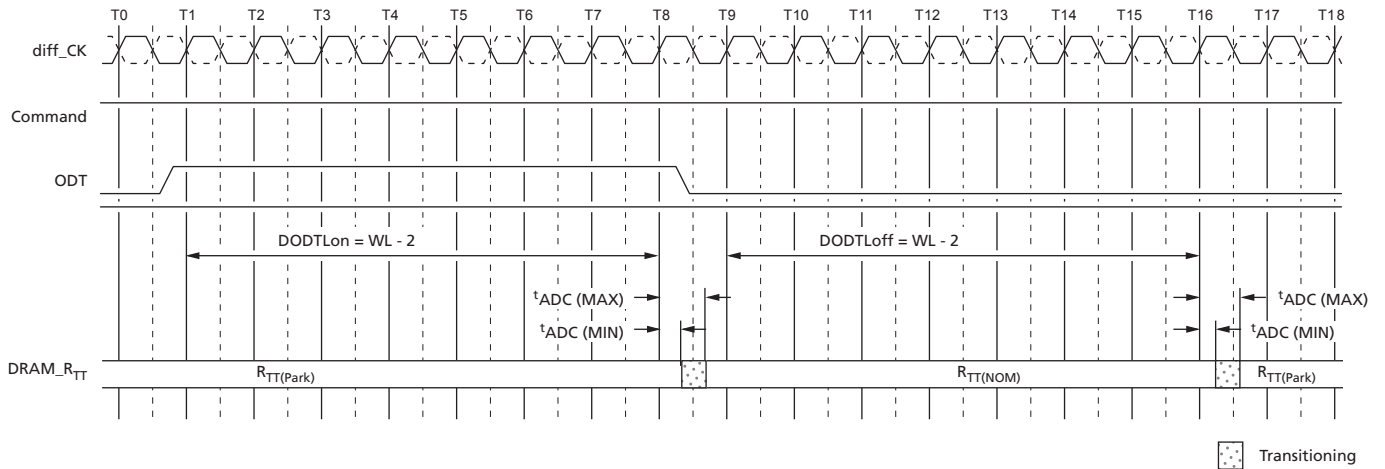 T0 T1 T2 T3 T4 T5 T6 T7 T8 T9 T10 T11 T12 T13 T14 T15 T16 T17 T18
diff_CK
Command
ODT
DODTLon = WL - 2 DODTLoff = WL - 2
tADC (MAX) tADC (MAX)
tADC (MIN) tADC (MIN)
DRAM_RTT RTT(Park) RTT(NOM) RTT(Park)
Transitioning